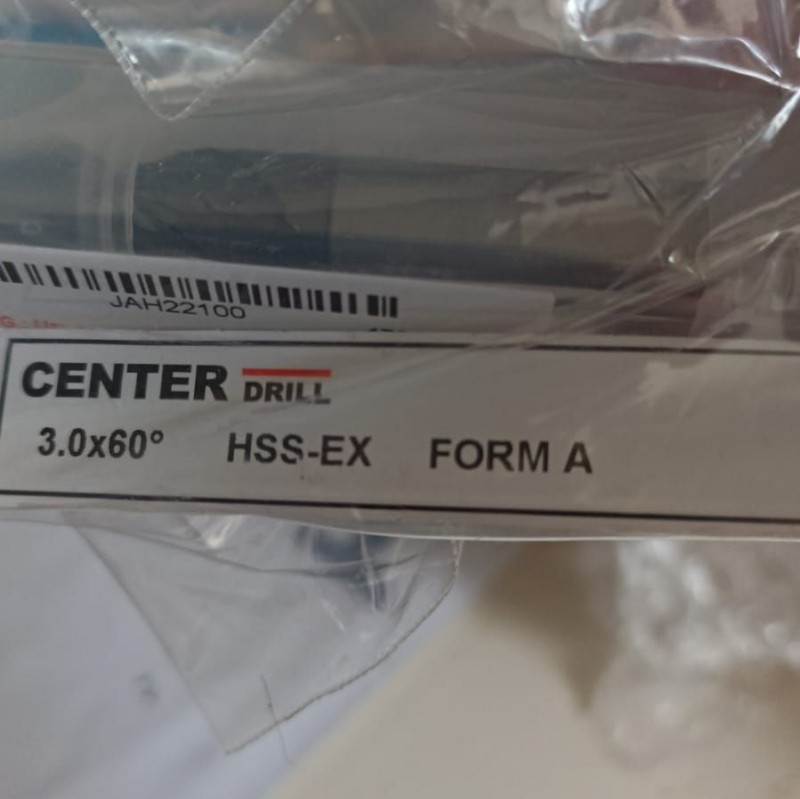 JAH22100
CENTER DRILL
3.0x60° HSS-EX FORM A